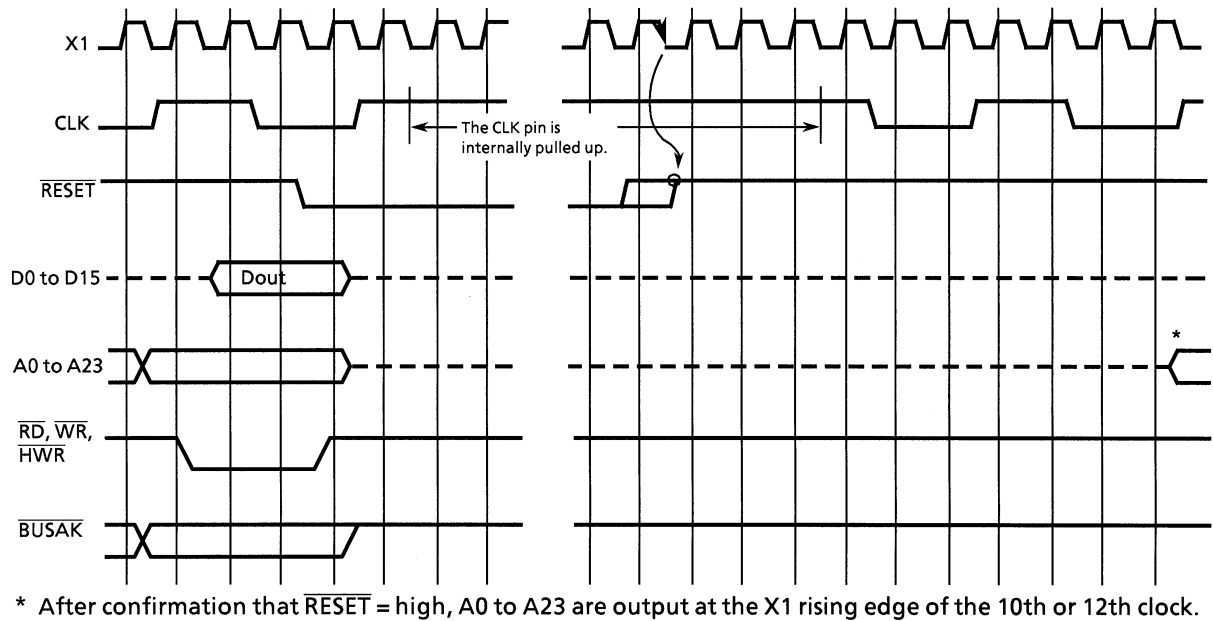 X1
CLK
The CLK pin is
internally pulled up.
RESET
D0 to D15
Dout
A0 to A23
*
RD, WR,
HWR
BUSAK
* After confirmation that RESET = high, A0 to A23 are output at the X1 rising edge of the 10th or 12th clock.